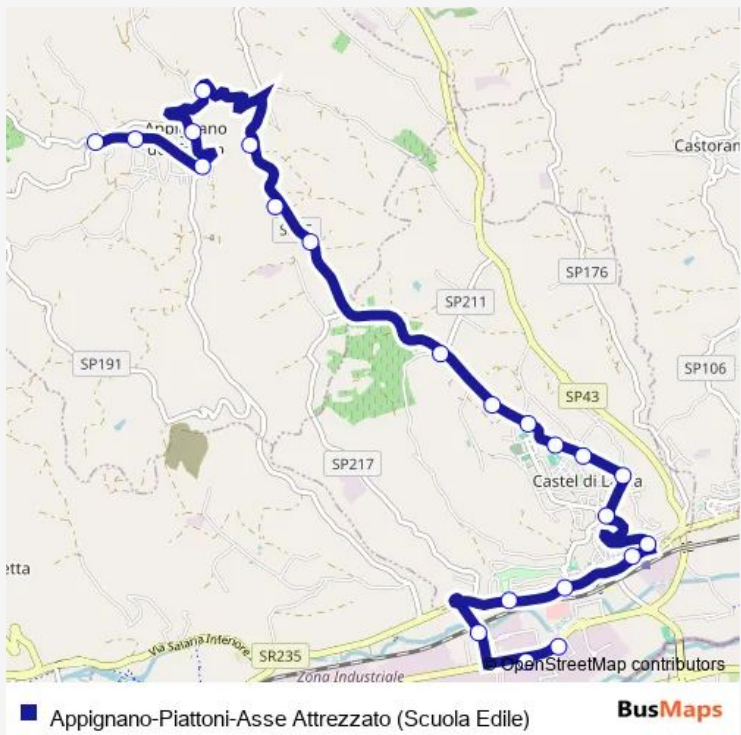 Appignano
Castoran
SP176
SP211
SP191
SP106
SP43
SP217
Castel di L
a
etta
Via Salaria Inferiore
SR235
Zona Industriale
© OpenStreetMap contributors
Appignano-Piattoni-Asse Attrezzato (Scuola Edile)
BusMaps